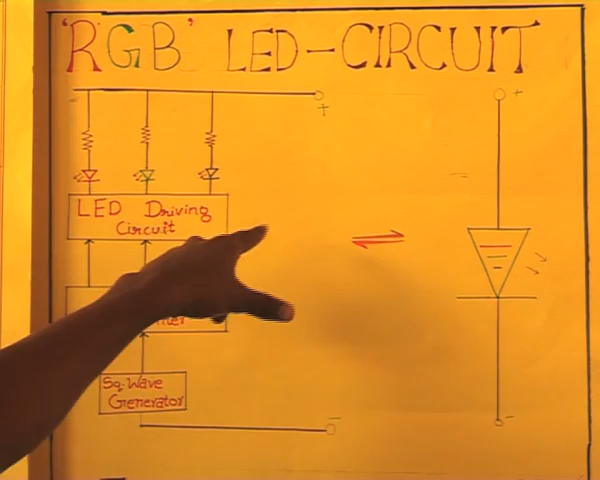 'RGB' LED-CIRCUIT
+
+
LED Driving
Circuit
Sq-Wave
Generator
-
-